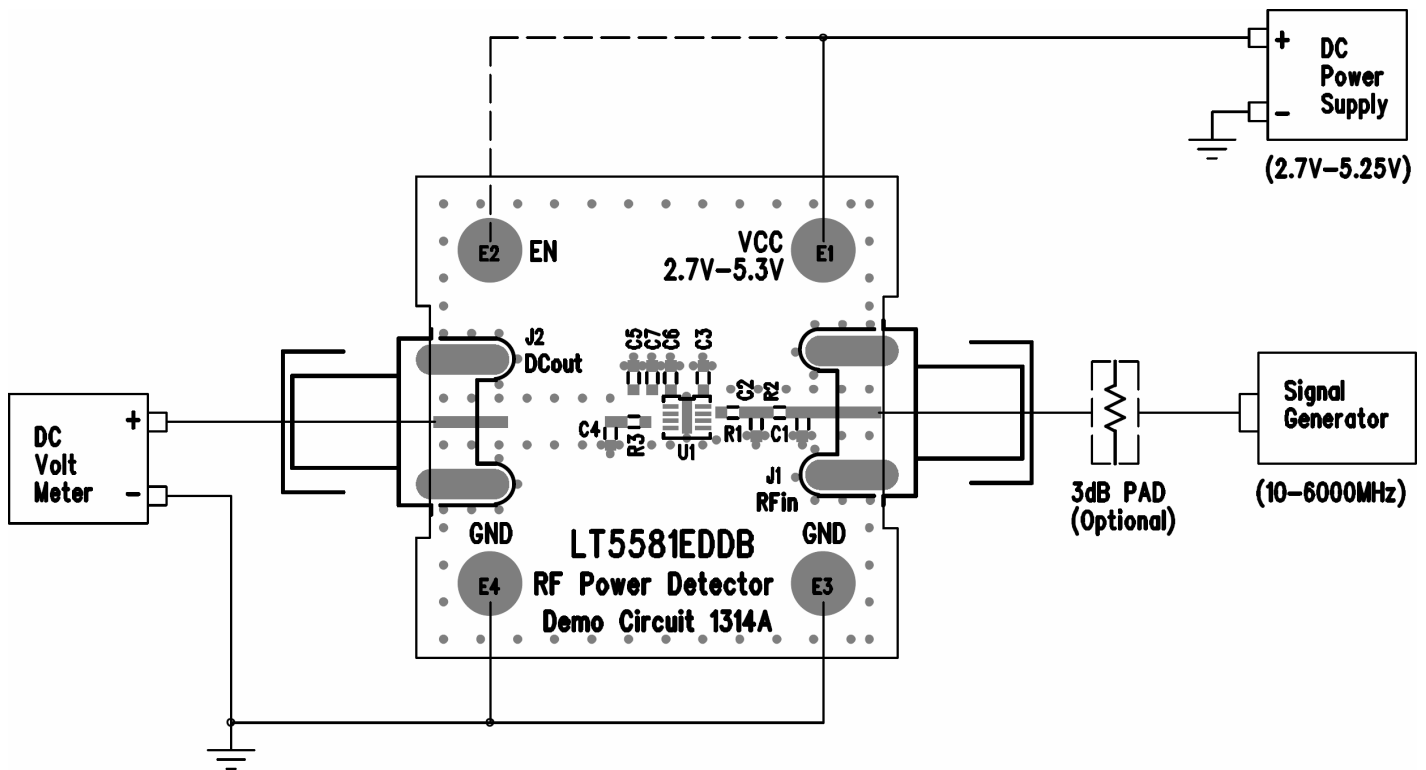 +
DC
Power
Supply
-
(2.7V-5.25V)
E2
EN
VCC
2.7V-5.3V
E1
J2
DCout
C5
C7
C6
C3
C2
R2
C4
R3
U1
R1
C1
J1
RFin
+
DC
Volt
Meter
-
Signal
Generator
(10-6000MHz)
3dB PAD
(Optional)
GND
LT5581EDDB
GND
E4
RF Power Detector
E3
Demo Circuit 1314A